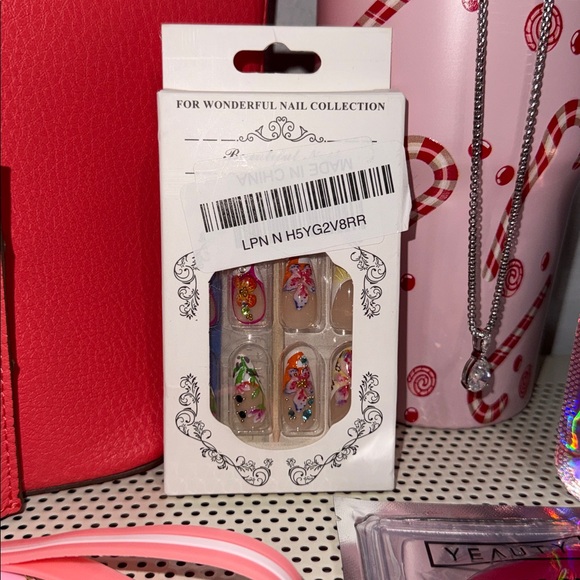 FOR WONDERFUL NAIL COLLECTION
MADE IN CHINA
LPN N H5YG2V8RR
YEAUTY